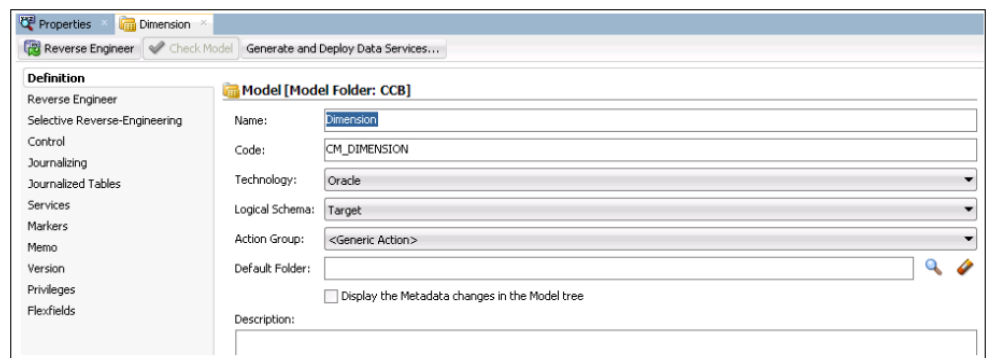 Properties
Dimension
Reverse Engineer
Check Model
Generate and Deploy Data Services...
Definition
Reverse Engineer
Selective Reverse-Engineering
Control
Journalizing
Journalized Tables
Services
Markers
Memo
Version
Privileges
Flexfields
Model [Model Folder: CCB]
Name: Dimension
Code: CM_DIMENSION
Technology: Oracle
Logical Schema: Target
Action Group: <Generic Action>
Default Folder:
Display the Metadata changes in the Model tree
Description: